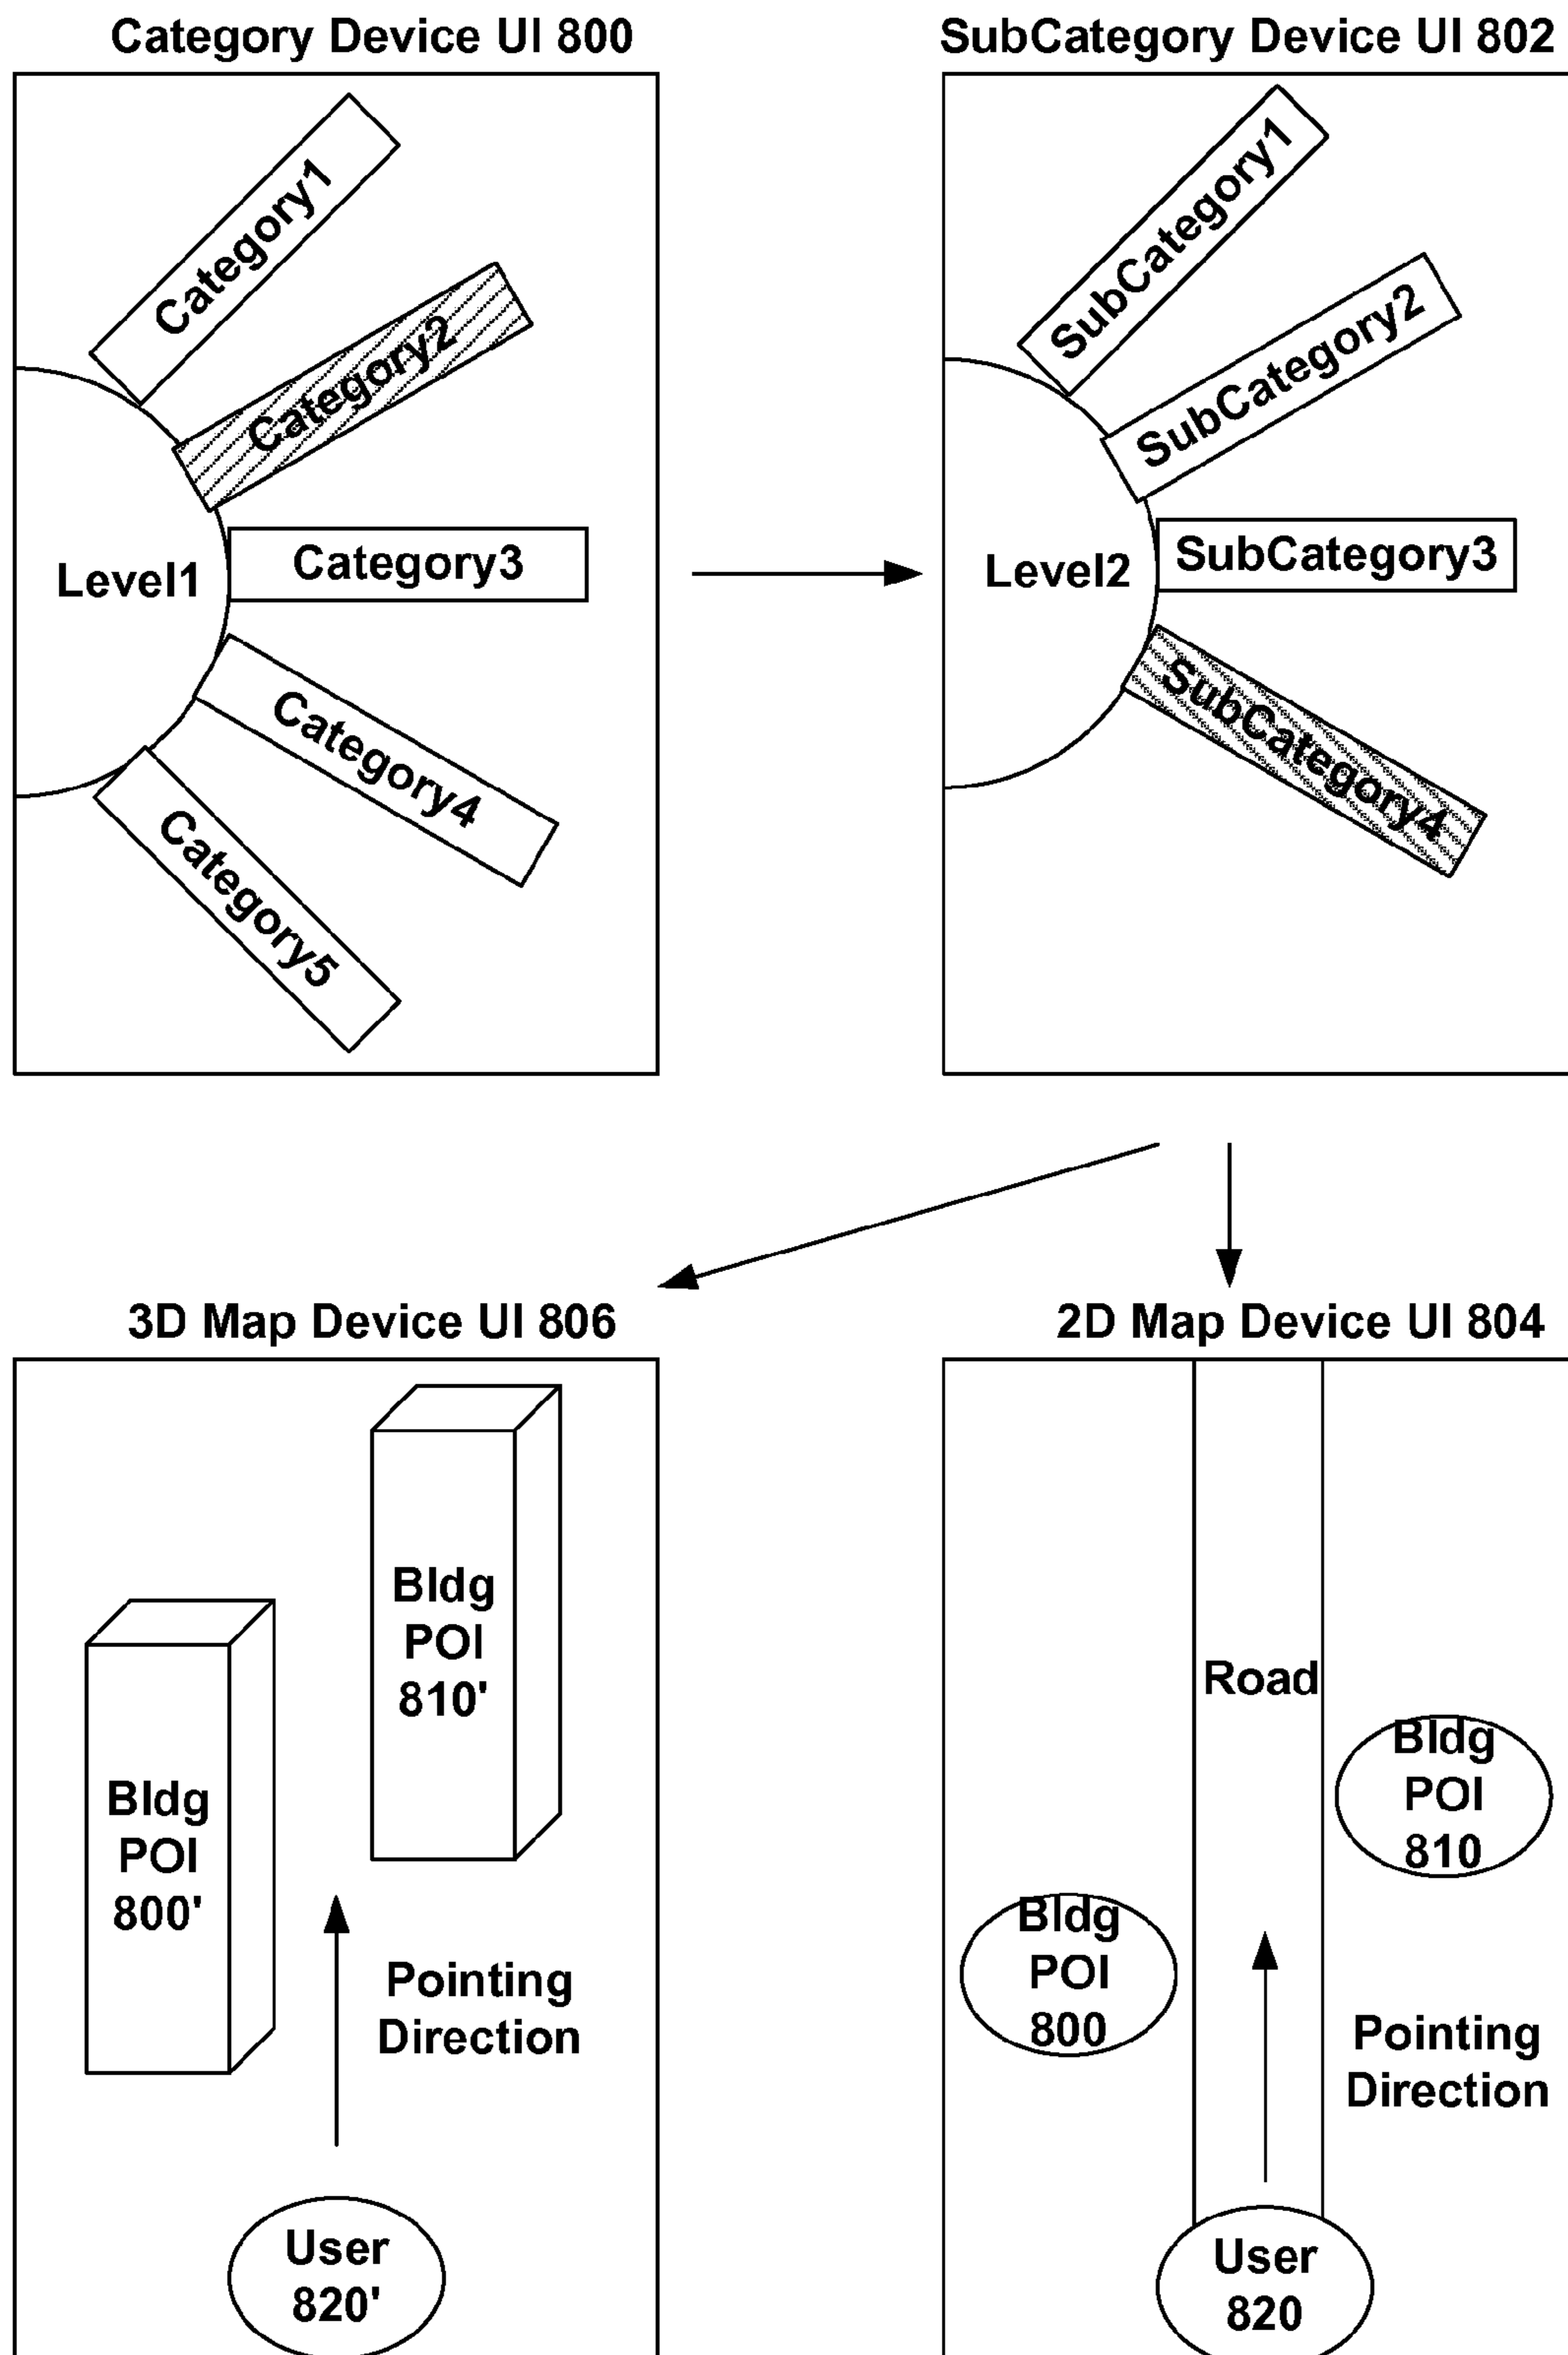 Category Device UI 800
Category1
Category2
Level1
Category3
Category4
Category5
SubCategory Device UI 802
SubCategory1
SubCategory2
Level2
SubCategory3
SubCategory4
3D Map Device UI 806
Bldg
POI
810'
Bldg
POI
800'
Pointing
Direction
User
820'
2D Map Device UI 804
Road
Bldg
POI
810
Bldg
POI
800
Pointing
Direction
User
820